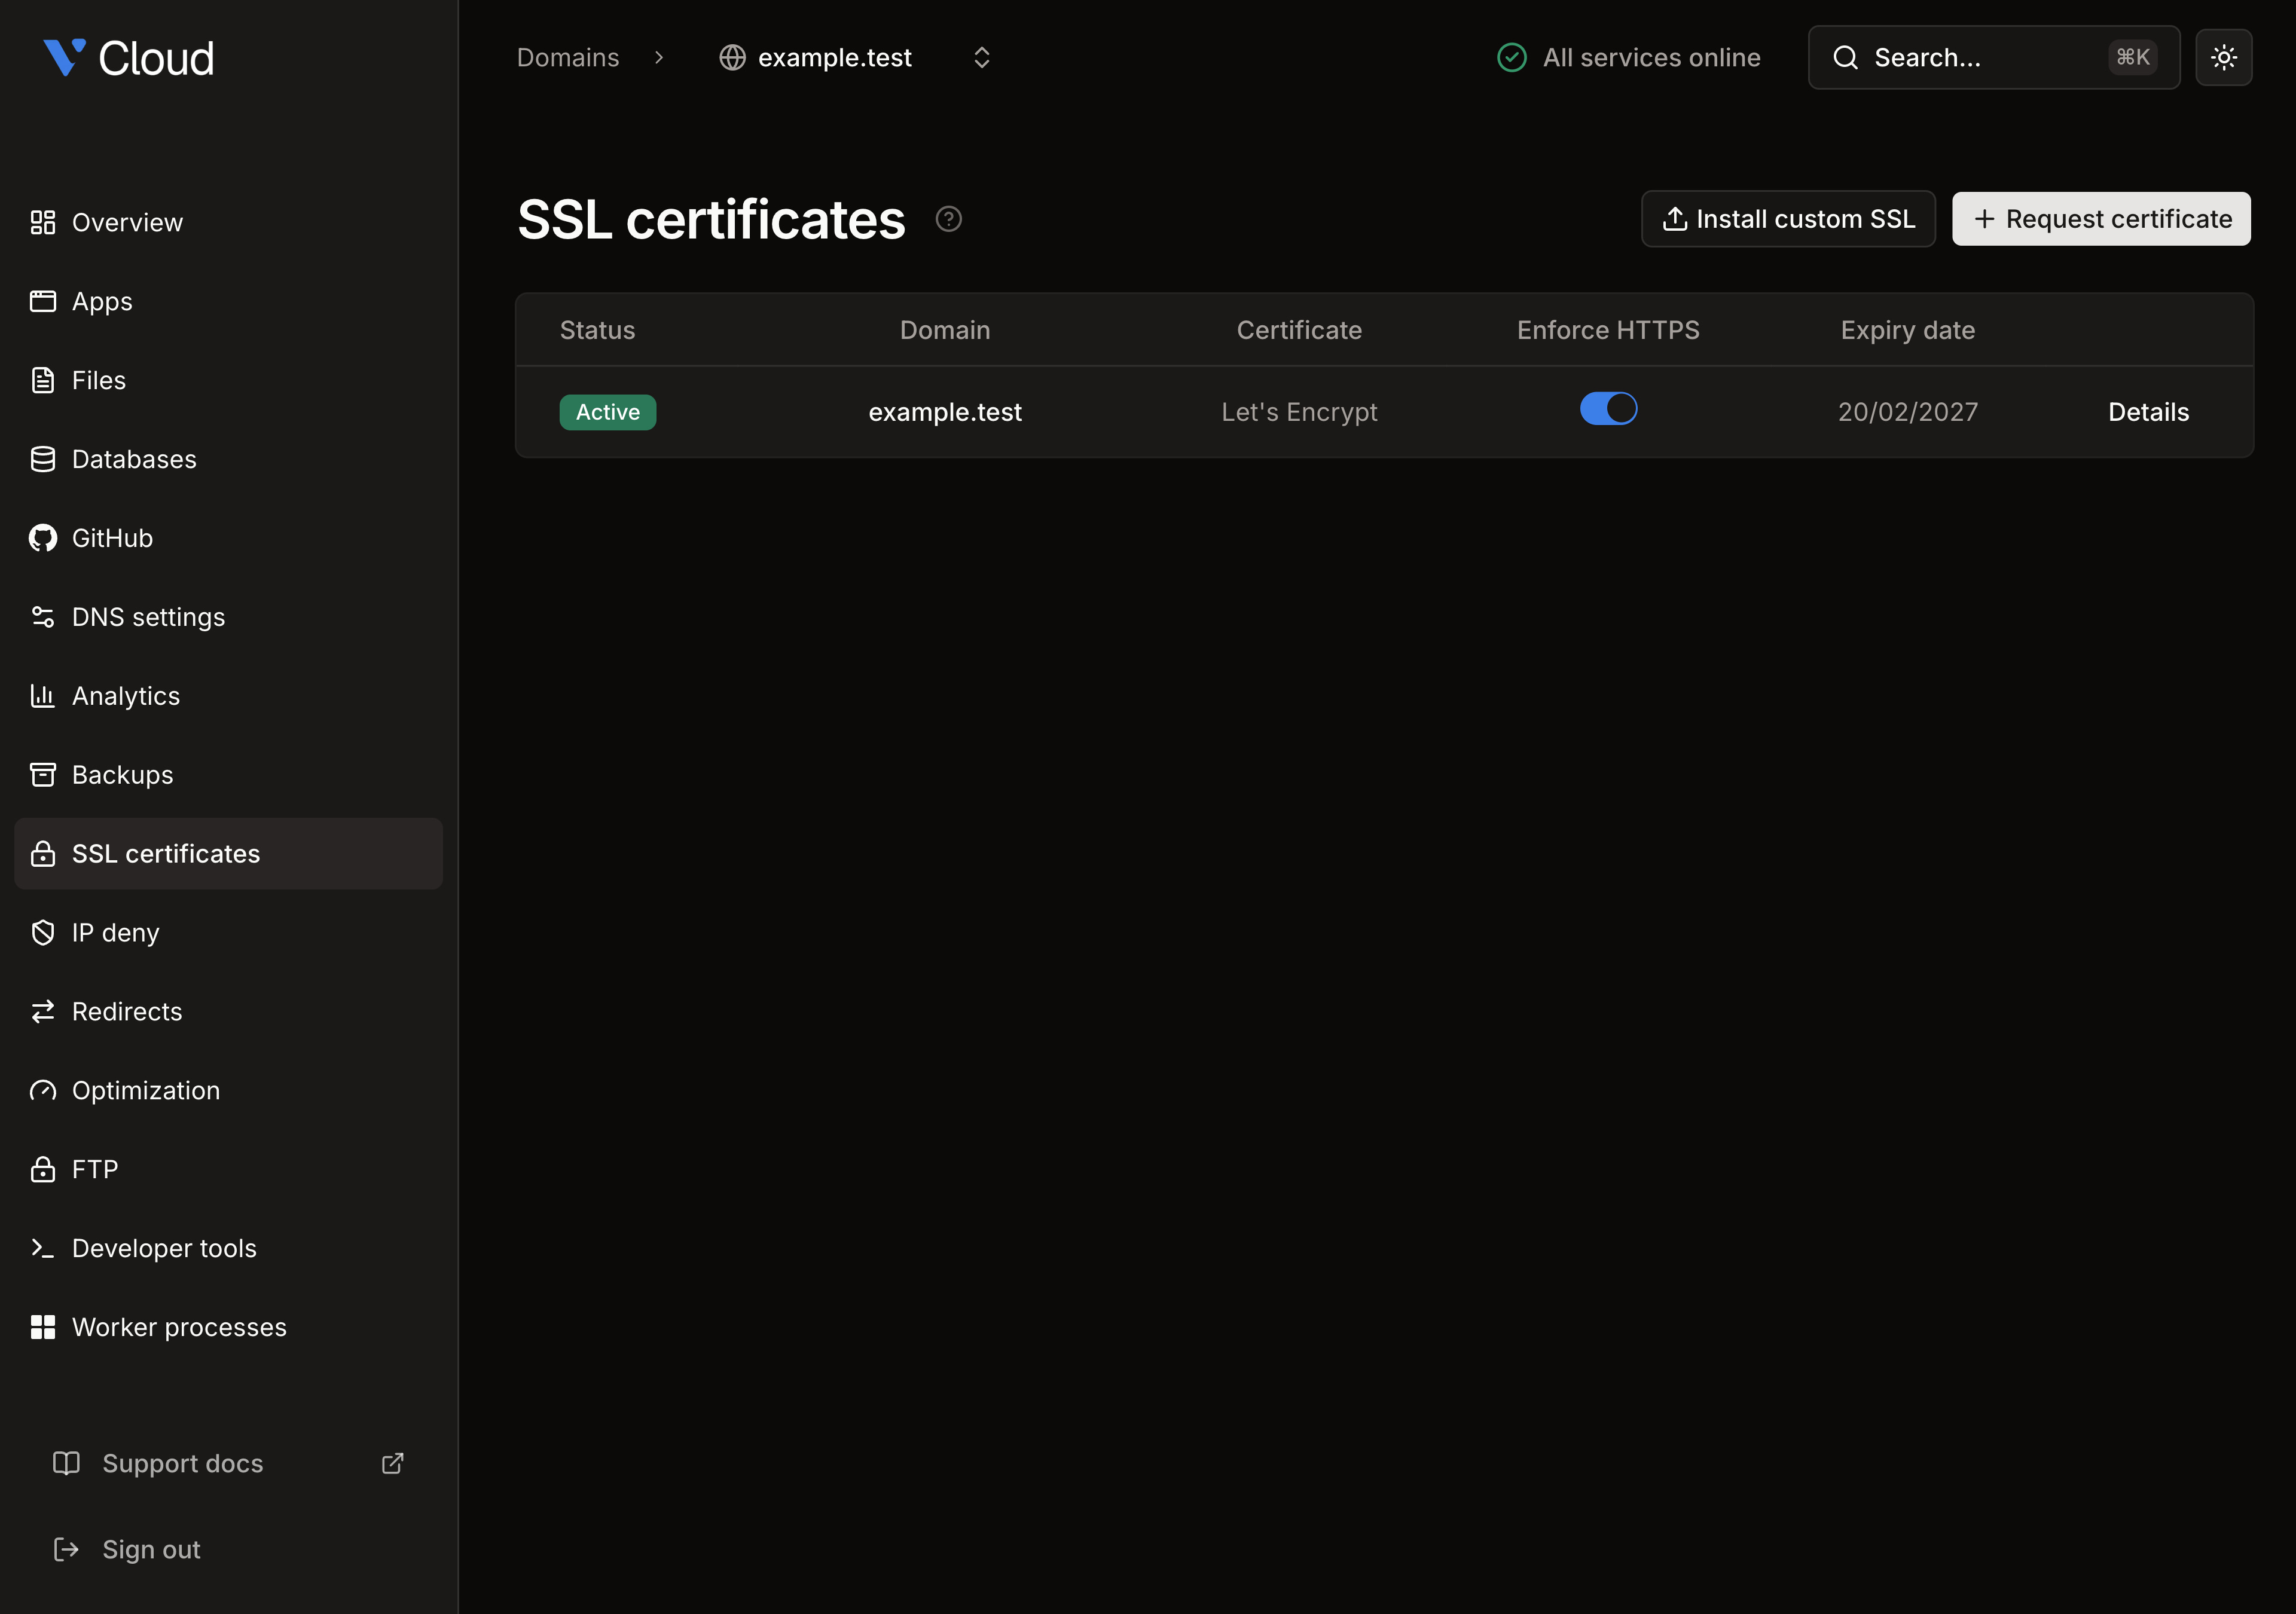 Cloud
Domains
example.test
All services online
Search...
⌘K
Overview
Apps
Files
Databases
GitHub
DNS settings
Analytics
Backups
SSL certificates
IP deny
Redirects
Optimization
FTP
Developer tools
Worker processes
Support docs
Sign out
SSL certificates
Install custom SSL
Request certificate
Status Domain Certificate Enforce HTTPS Expiry date
Active example.test Let's Encrypt 20/02/2027 Details